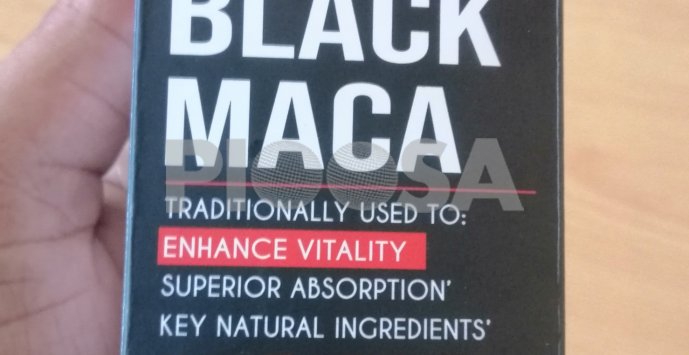 BLACK
MACA
PICOSA
TRADITIONALLY USED TO:
ENHANCE VITALITY
SUPERIOR ABSORPTION'
KEY NATURAL INGREDIENTS'